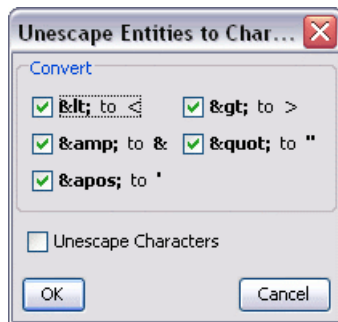 Unescape Entities to Char...
Convert
&lt; to <
&gt; to >
&amp; to &
&quot; to "
&apos; to '
Unescape Characters
OK
Cancel